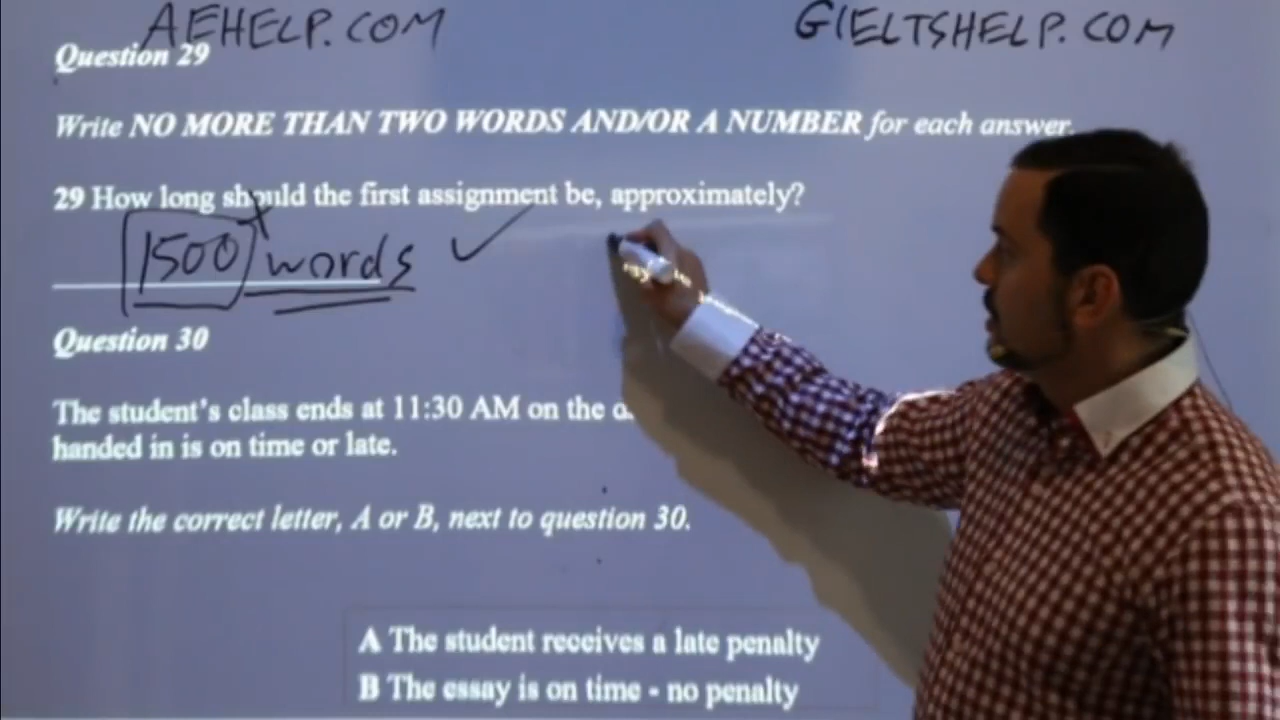 AEHELP.COM
GIELTSHELP.COM
Question 29
Write NO MORE THAN TWO WORDS AND/OR A NUMBER for each answer.
29 How long should the first assignment be, approximately?
1500 words
Question 30
The student's class ends at 11:30 AM on the
handed in is on time or late.
Write the correct letter, A or B, next to question 30.
A The student receives a late penalty
B The essay is on time - no penalty